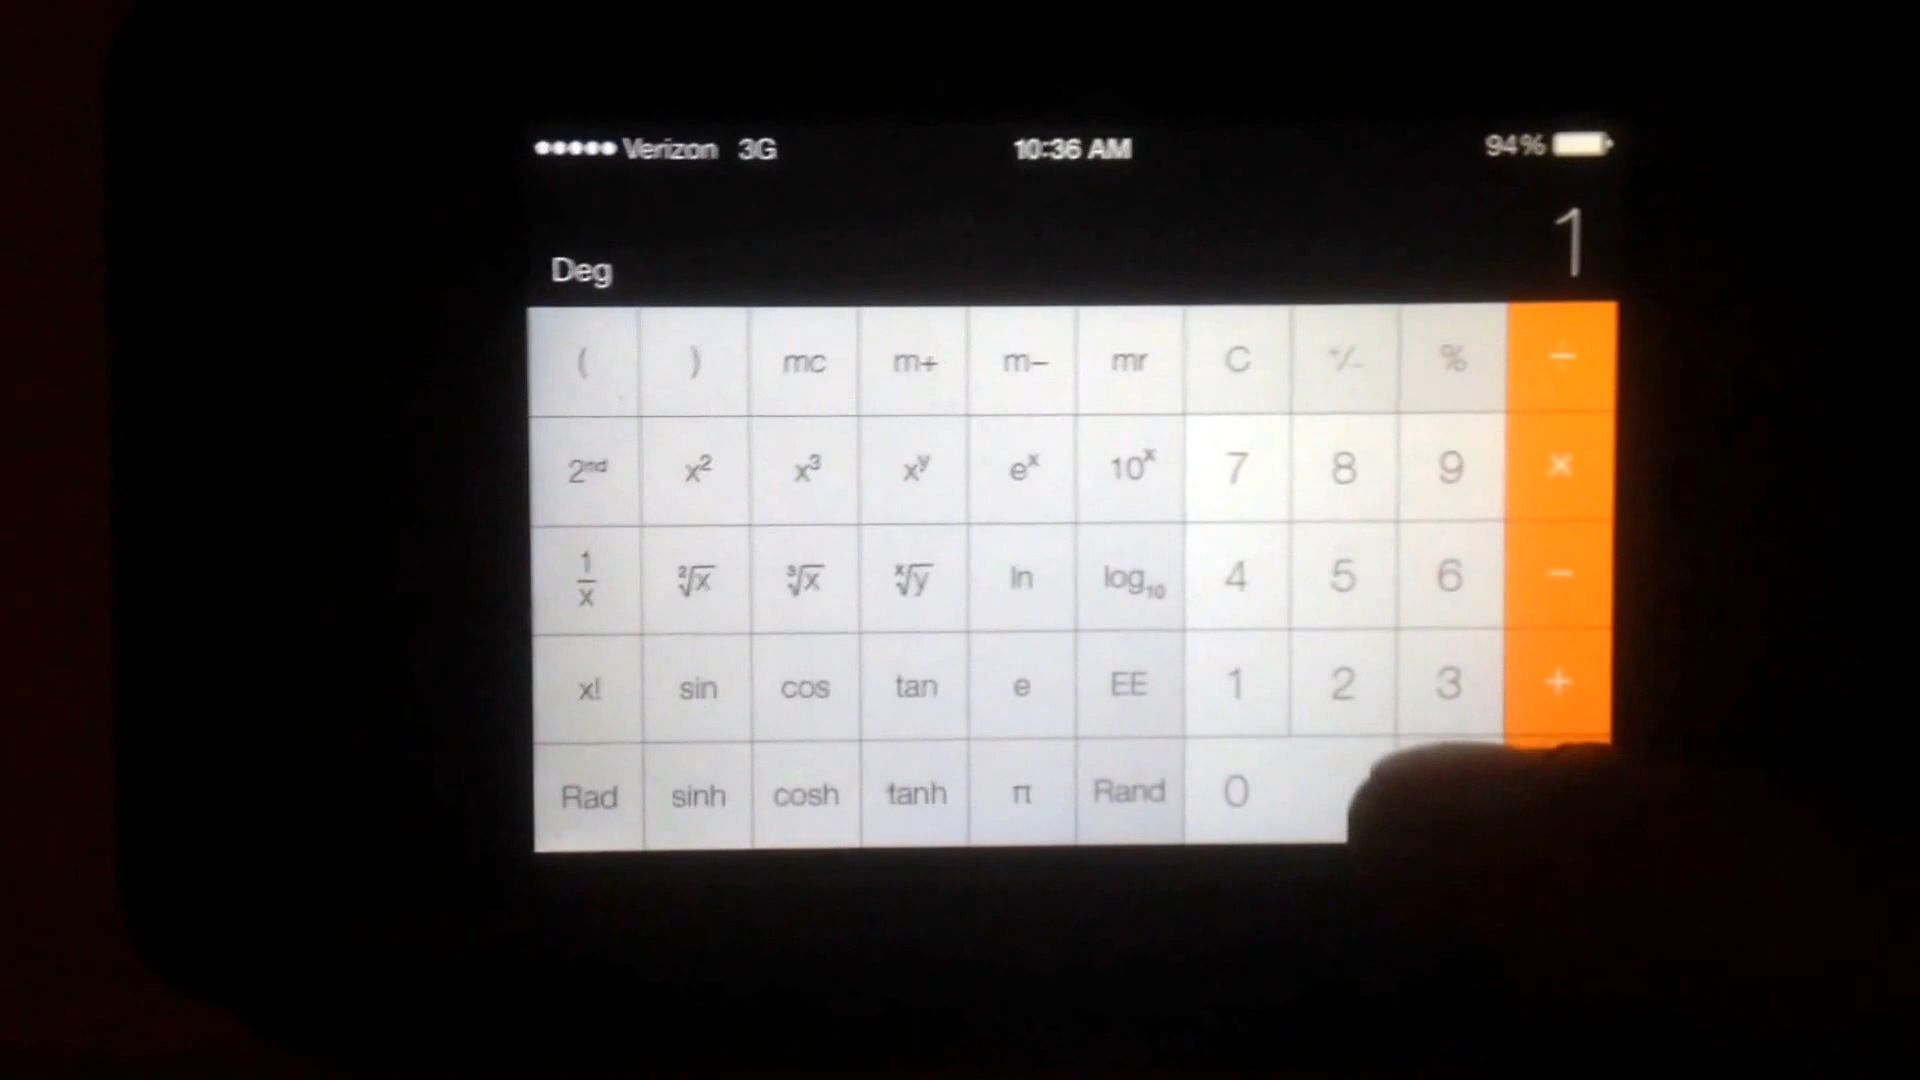 ●●●●● Verizon 3G 10:36 AM 94%
1
Deg
( ) mc m+ m− mr C +/− % ÷
2ⁿᵈ x² x³ xʸ eˣ 10ˣ 7 8 9 ×
1/x ²√x ³√x ˣ√y ln log₁₀ 4 5 6 −
x! sin cos tan e EE 1 2 3 +
Rad sinh cosh tanh π Rand 0